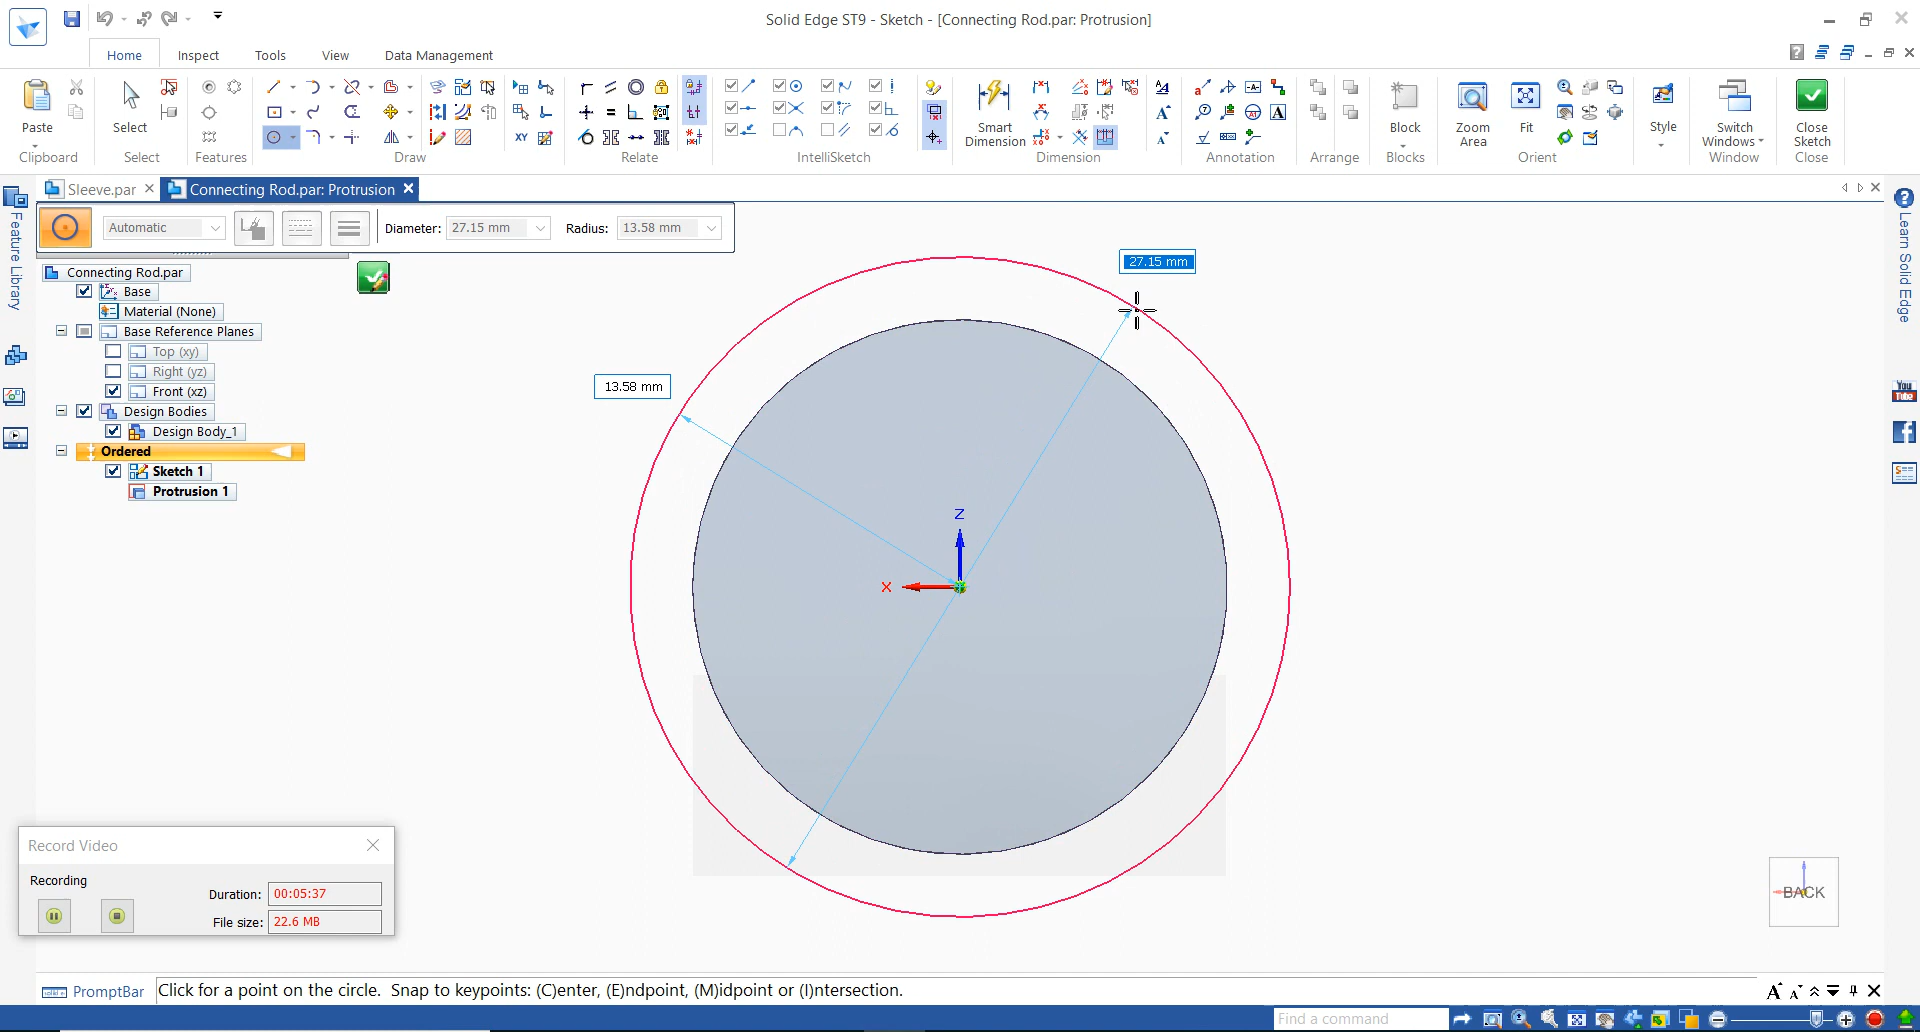 Solid Edge ST9 - Sketch - [Connecting Rod.par: Protrusion]
Home
Inspect
Tools
View
Data Management
Paste
Clipboard
Select
Select
Features
Draw
Relate
IntelliSketch
Smart
Dimension
Dimension
Annotation
Arrange
Block
Blocks
Zoom
Area
Fit
Orient
Style
Switch
Windows
Window
Close
Sketch
Close
XY
A
A
A
A
Sleeve.par
Connecting Rod.par: Protrusion
Automatic
Diameter:
27.15 mm
Radius:
13.58 mm
Feature Library
Learn Solid Edge
You
Tube
Connecting Rod.par
Base
Material (None)
Base Reference Planes
Top (xy)
Right (yz)
Front (xz)
Design Bodies
Design Body_1
Ordered
Sketch 1
Protrusion 1
27.15 mm
13.58 mm
Z
X
Record Video
Recording
Duration:
00:05:37
File size:
22.6 MB
BACK
PromptBar
Click for a point on the circle. Snap to keypoints: (C)enter, (E)ndpoint, (M)idpoint or (I)ntersection.
A A
Find a command